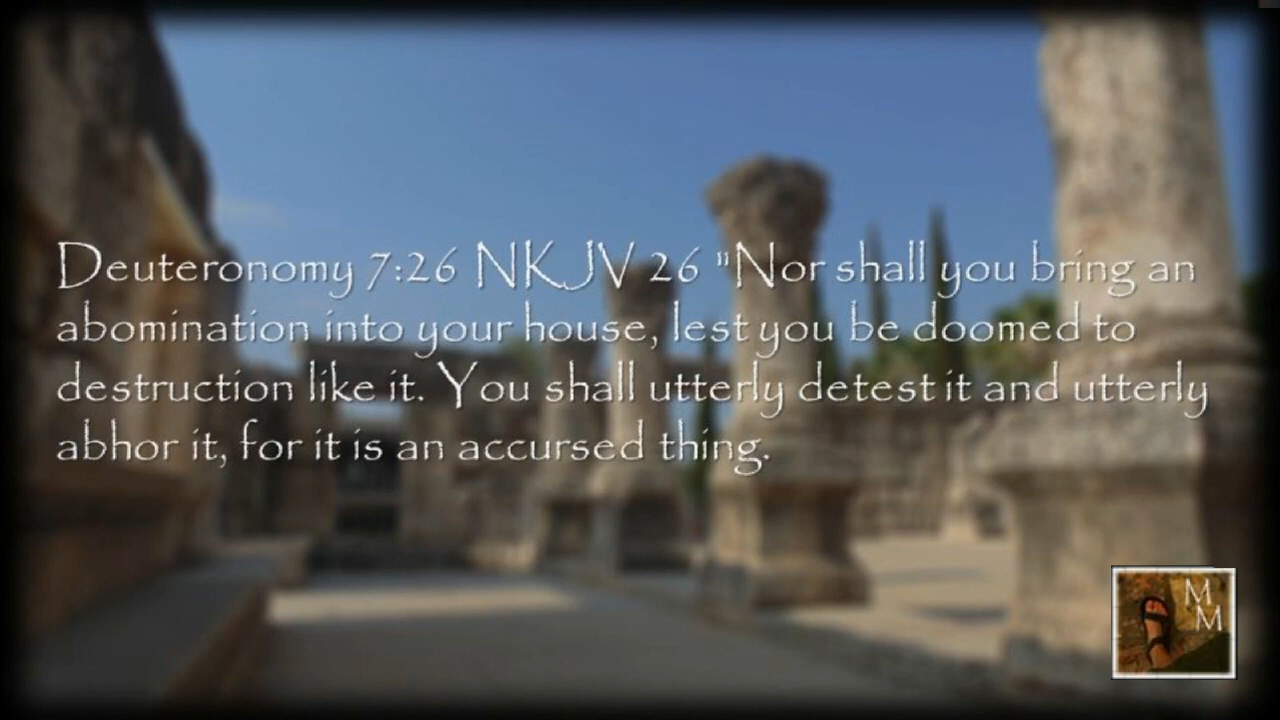 Deuteronomy 7:26 NKJV 26 "Nor shall you bring an
abomination into your house, lest you be doomed to
destruction like it. You shall utterly detest it and utterly
abhor it, for it is an accursed thing.
M
M